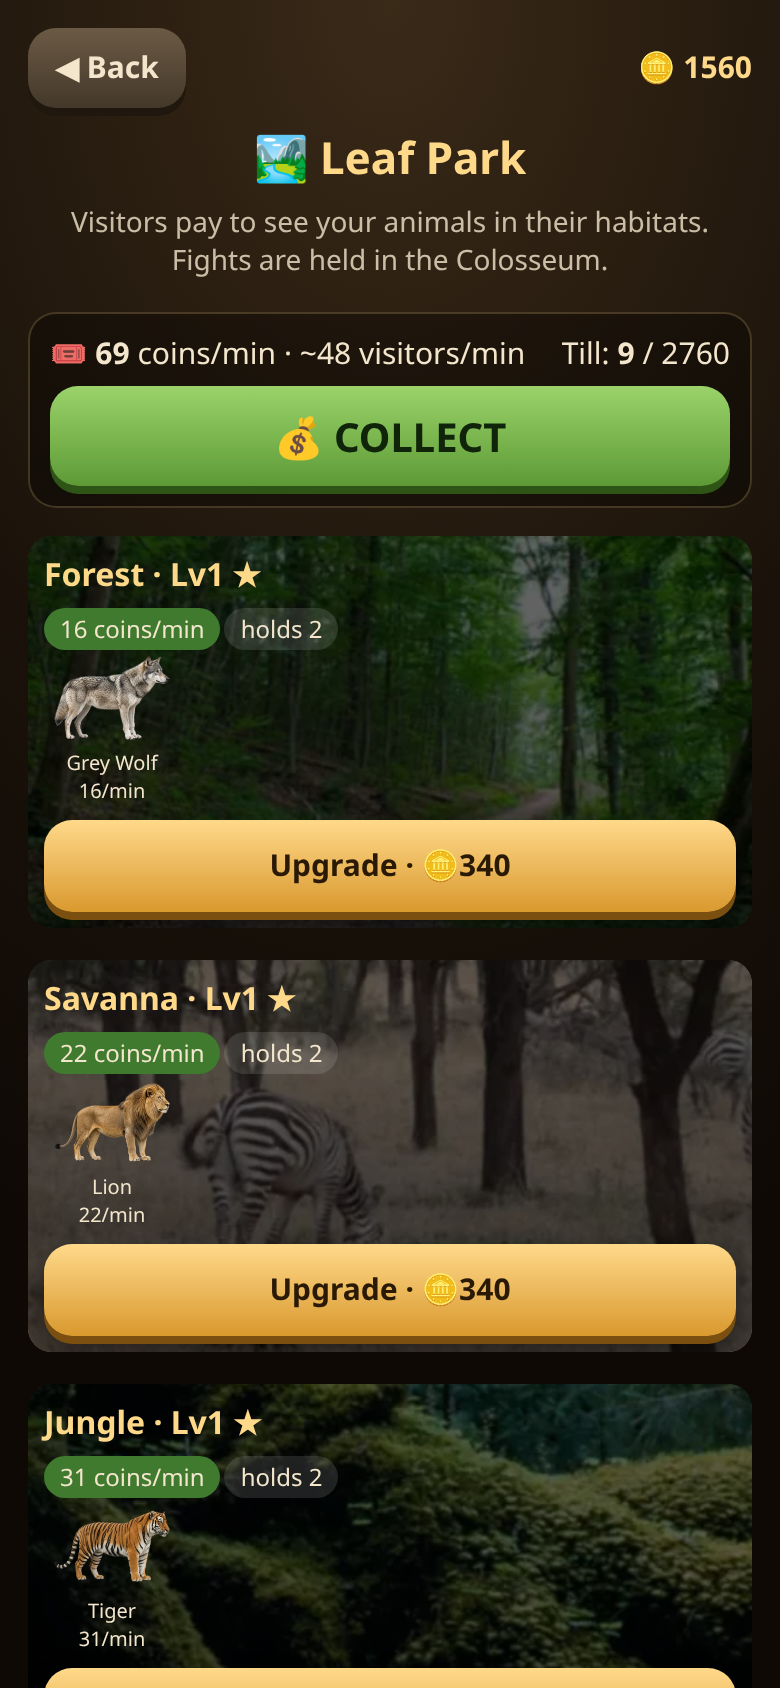 ◀ Back
🪙 1560
🏞️ Leaf Park
Visitors pay to see your animals in their habitats.
Fights are held in the Colosseum.
🎟️ 69 coins/min · ~48 visitors/min Till: 9 / 2760
💰 COLLECT
Forest · Lv1 ★
16 coins/min holds 2
Grey Wolf
16/min
Upgrade · 🪙340
Savanna · Lv1 ★
22 coins/min holds 2
Lion
22/min
Upgrade · 🪙340
Jungle · Lv1 ★
31 coins/min holds 2
Tiger
31/min